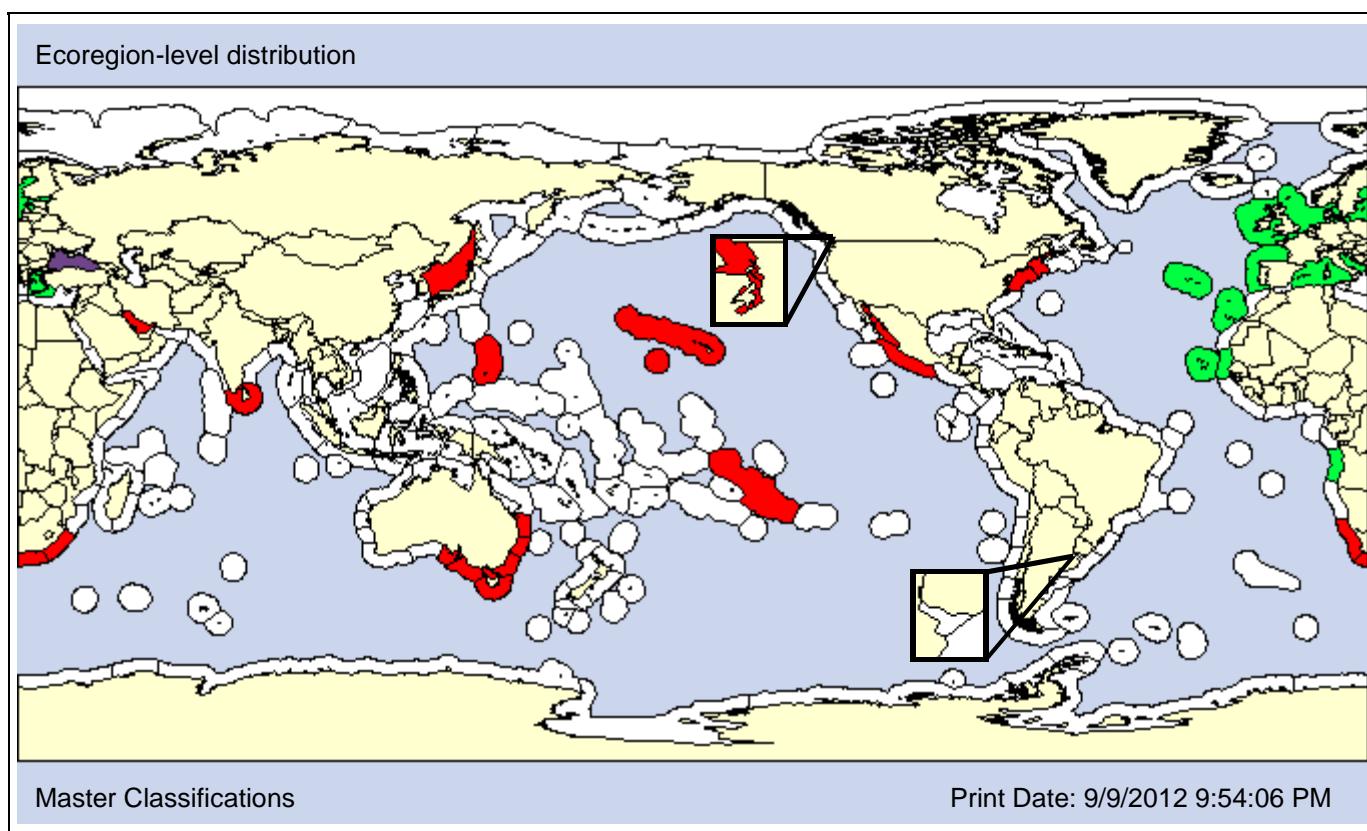 Ecoregion-level distribution
Master Classifications
Print Date: 9/9/2012 9:54:06 PM